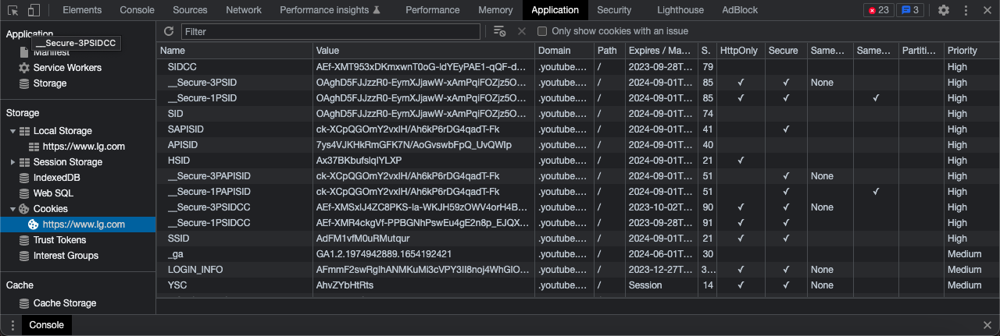 Elements Console Sources Network Performance insights Performance Memory Application Security Lighthouse AdBlock 23 3
Application
__Secure-3PSIDCC
Manifest
Service Workers
Storage
Storage
Local Storage
https://www.lg.com
Session Storage
IndexedDB
Web SQL
Cookies
https://www.lg.com
Trust Tokens
Interest Groups
Cache
Cache Storage
Filter Only show cookies with an issue
Name Value Domain Path Expires / Ma... S. HttpOnly Secure Same... Same... Partiti... Priority
SIDCC AEf-XMT953xDKmxwnT0oG-ldYEyPAE1-qQF-d... .youtube.... / 2023-09-28T... 79 High
__Secure-3PSID OAghD5FJJzzR0-EymXJjawW-xAmPqiFOZjz5O... .youtube.... / 2024-09-01T... 85 ✓ ✓ None High
__Secure-1PSID OAghD5FJJzzR0-EymXJjawW-xAmPqiFOZjz5O... .youtube.... / 2024-09-01T... 85 ✓ ✓ ✓ High
SID OAghD5FJJzzR0-EymXJjawW-xAmPqiFOZjz5O... .youtube.... / 2024-09-01T... 74 High
SAPISID ck-XCpQGOmY2vxIH/Ah6kP6rDG4qadT-Fk .youtube.... / 2024-09-01T... 41 ✓ High
APISID 7ys4VJKHkRmGFK7N/AoGvswbFpQ_UvQWIp .youtube.... / 2024-09-01T... 40 High
HSID Ax37BKbufslqIYLXP .youtube.... / 2024-09-01T... 21 ✓ High
__Secure-3PAPISID ck-XCpQGOmY2vxIH/Ah6kP6rDG4qadT-Fk .youtube.... / 2024-09-01T... 51 ✓ None High
__Secure-1PAPISID ck-XCpQGOmY2vxIH/Ah6kP6rDG4qadT-Fk .youtube.... / 2024-09-01T... 51 ✓ ✓ High
__Secure-3PSIDCC AEf-XMSxIJ4ZC8PKS-la-WKJH59zOWV4orH4B... .youtube.... / 2023-10-02T... 90 ✓ ✓ None High
__Secure-1PSIDCC AEf-XMR4ckgVf-PPBGNhPswEu4gE2n8p_EJQX... .youtube.... / 2023-09-28T... 91 ✓ ✓ High
SSID AdFM1vfM0uRMutqur .youtube.... / 2024-09-01T... 21 ✓ ✓ High
_ga GA1.2.1974942889.1654192421 .youtube.... / 2024-06-01T... 30 Medium
LOGIN_INFO AFmmF2swRglhANMKuMi3cVPY3II8noj4WhGIO... .youtube.... / 2023-12-27T... 3... ✓ ✓ None Medium
YSC AhvZYbHtRts .youtube.... / Session 14 ✓ ✓ None Medium
Console